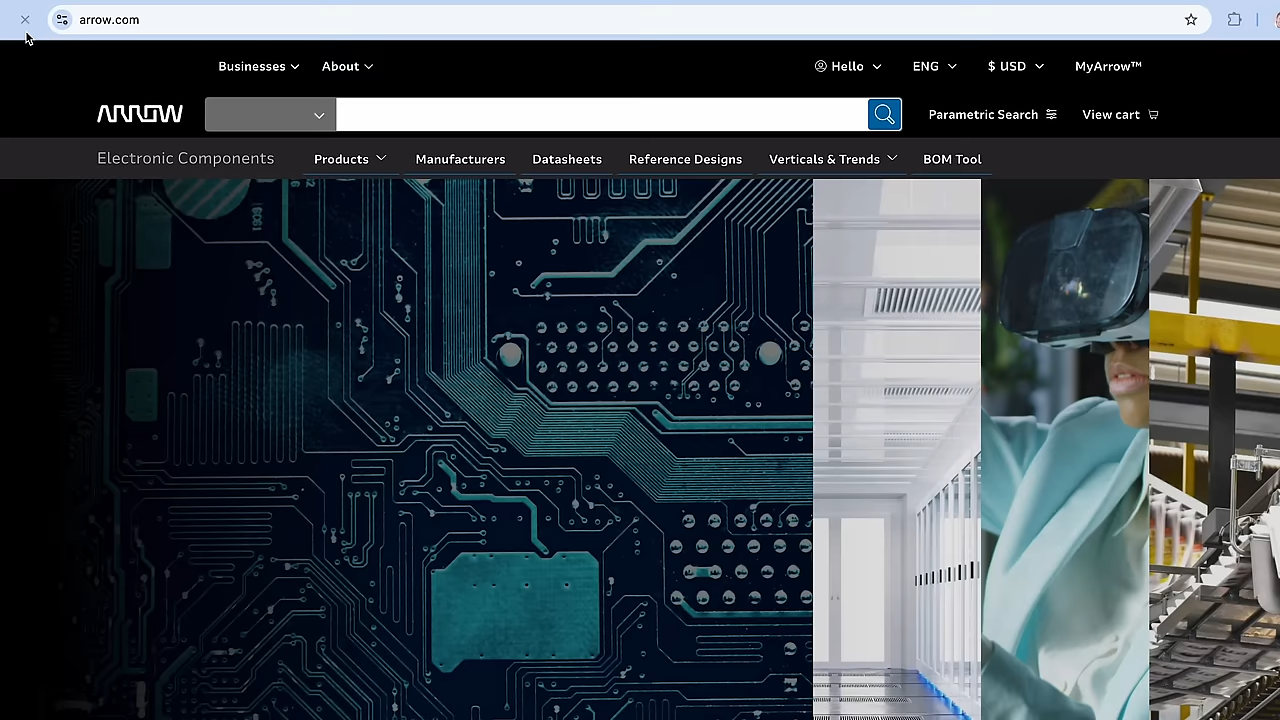 arrow.com
Businesses About Hello ENG $ USD MyArrow™
ARROW Parametric Search View cart
Electronic Components Products Manufacturers Datasheets Reference Designs Verticals & Trends BOM Tool